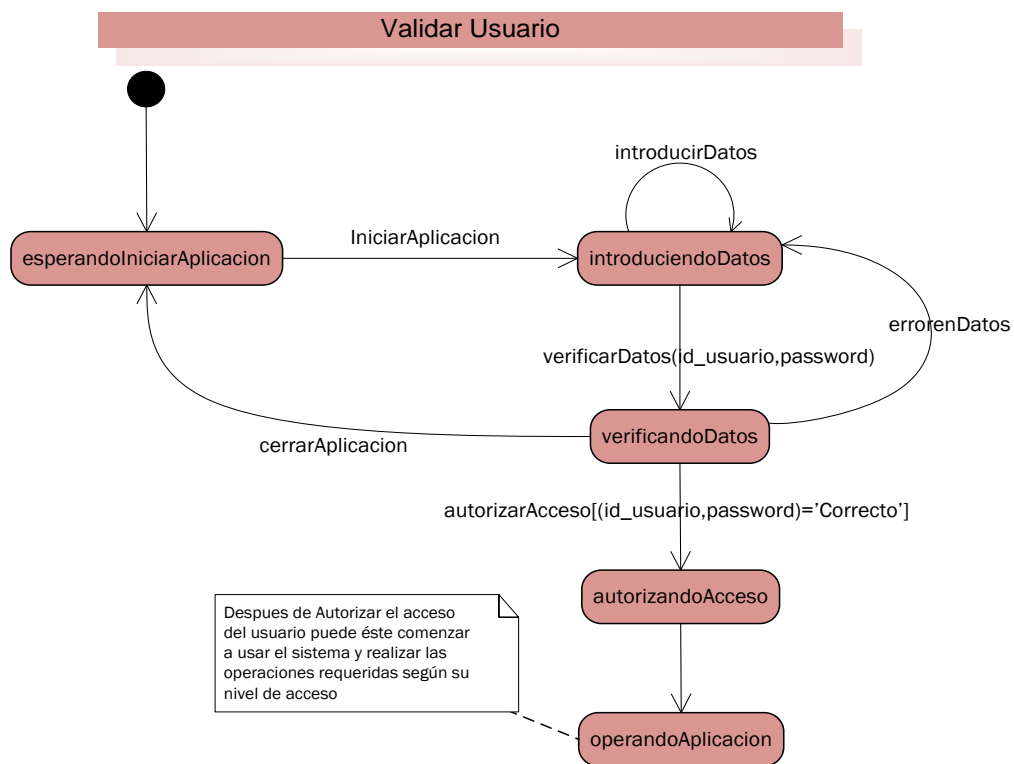 Validar Usuario
introducirDatos
IniciarAplicacion
esperandoIniciarAplicacion
introduciendoDatos
errorenDatos
verificarDatos(id_usuario,password)
verificandoDatos
cerrarAplicacion
autorizarAcceso[(id_usuario,password)=’Correcto’]
autorizandoAcceso
Despues de Autorizar el acceso
del usuario puede éste comenzar
a usar el sistema y realizar las
operaciones requeridas según su
nivel de acceso
operandoAplicacion